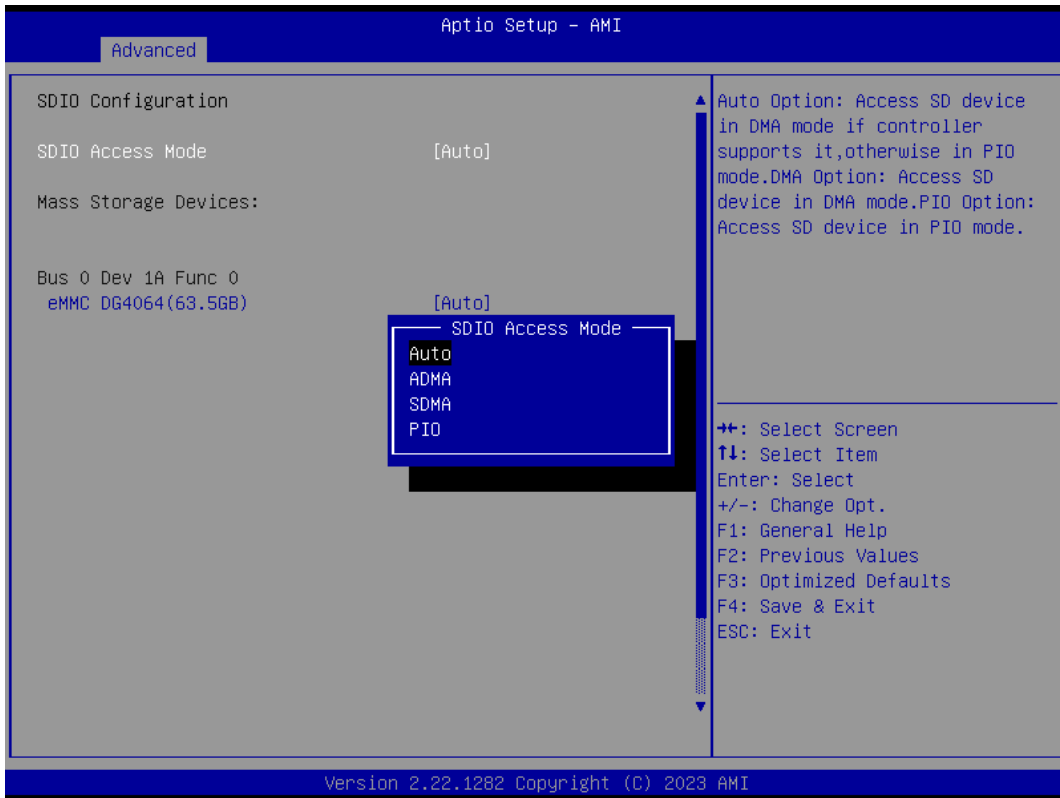 Aptio Setup – AMI
Advanced
SDIO Configuration
SDIO Access Mode [Auto]
Mass Storage Devices:
Bus 0 Dev 1A Func 0
eMMC DG4064(63.5GB) [Auto]
SDIO Access Mode
Auto
ADMA
SDMA
PIO
Auto Option: Access SD device
in DMA mode if controller
supports it,otherwise in PIO
mode.DMA Option: Access SD
device in DMA mode.PIO Option:
Access SD device in PIO mode.
→←: Select Screen
↑↓: Select Item
Enter: Select
+/-: Change Opt.
F1: General Help
F2: Previous Values
F3: Optimized Defaults
F4: Save & Exit
ESC: Exit
Version 2.22.1282 Copyright (C) 2023 AMI